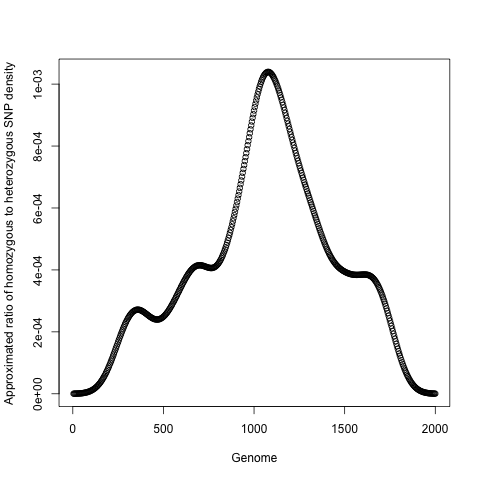 Approximated ratio of homozygous to heterozygous SNP density
1e-03
8e-04
6e-04
4e-04
2e-04
0e+00
0 500 1000 1500 2000
Genome